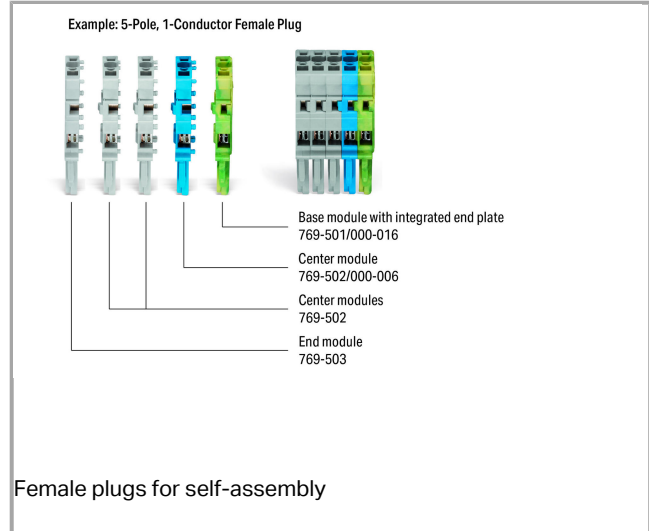 Example: 5-Pole, 1-Conductor Female Plug
Base module with integrated end plate
769-501/000-016
Center module
769-502/000-006
Center modules
769-502
End module
769-503
Female plugs for self-assembly